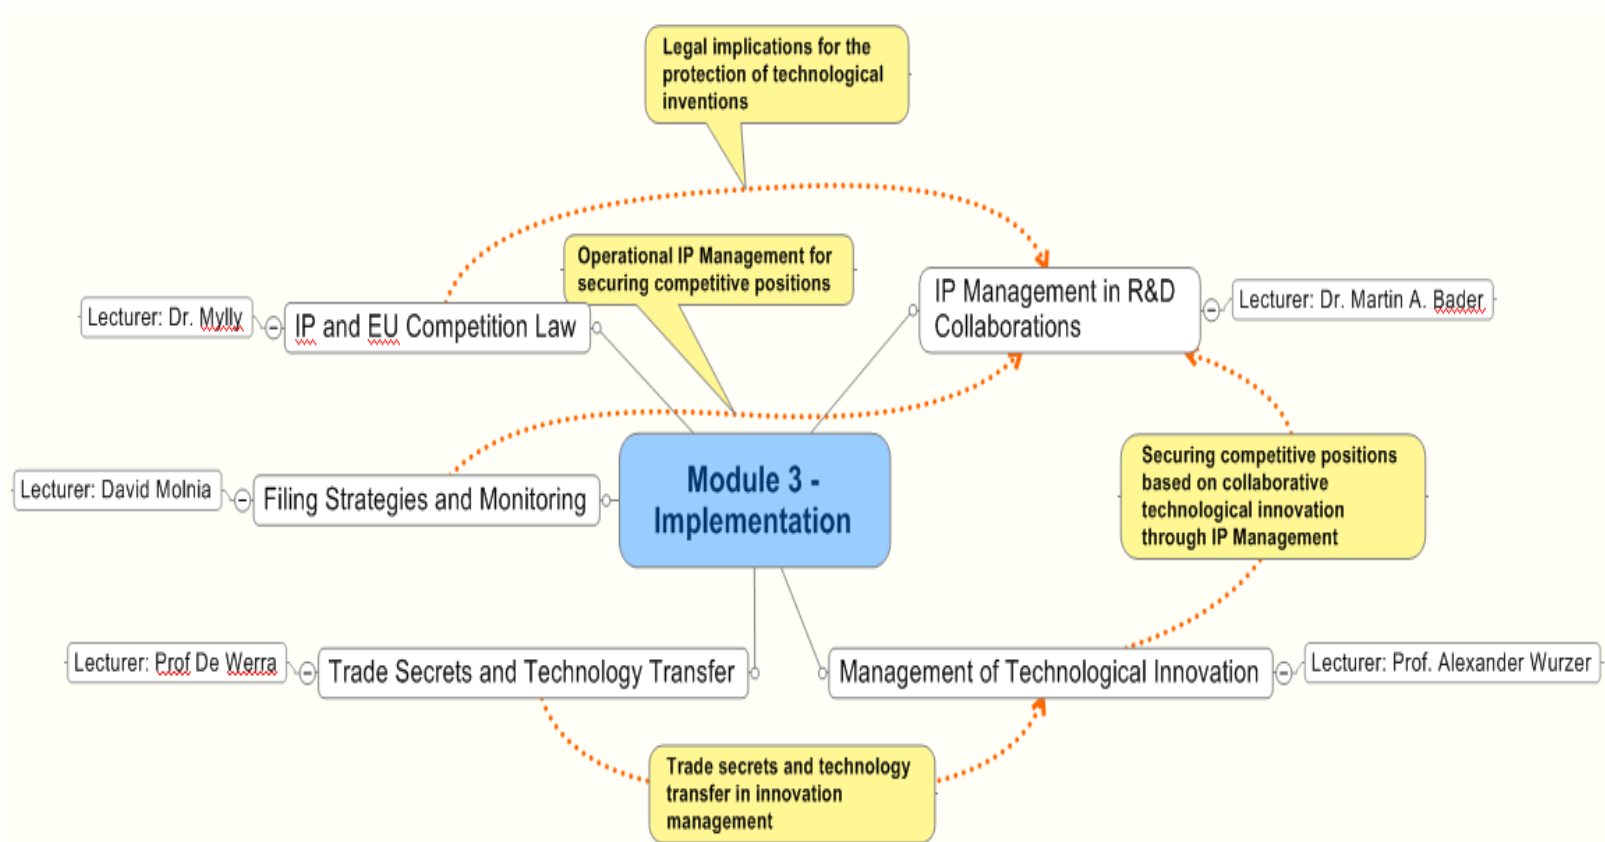 Legal implications for the
protection of technological
inventions
Operational IP Management for
securing competitive positions
IP Management in R&D
Collaborations
Lecturer: Dr. Martin A. Bader
Lecturer: Dr. Mylly
IP and EU Competition Law
Module 3 -
Implementation
Securing competitive positions
based on collaborative
technological innovation
through IP Management
Lecturer: David Molnia
Filing Strategies and Monitoring
Lecturer: Prof De Werra
Trade Secrets and Technology Transfer
Management of Technological Innovation
Lecturer: Prof. Alexander Wurzer
Trade secrets and technology
transfer in innovation
management